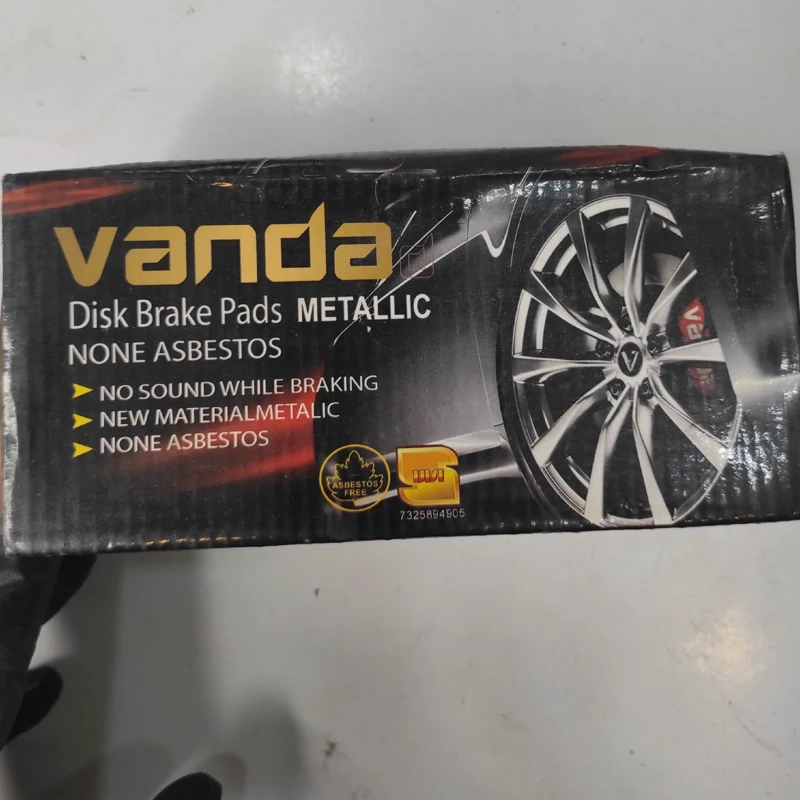 vanda
Disk Brake Pads METALLIC
NONE ASBESTOS
NO SOUND WHILE BRAKING
NEW MATERIALMETALIC
NONE ASBESTOS
ASBESTOS
FREE
7325894905
V